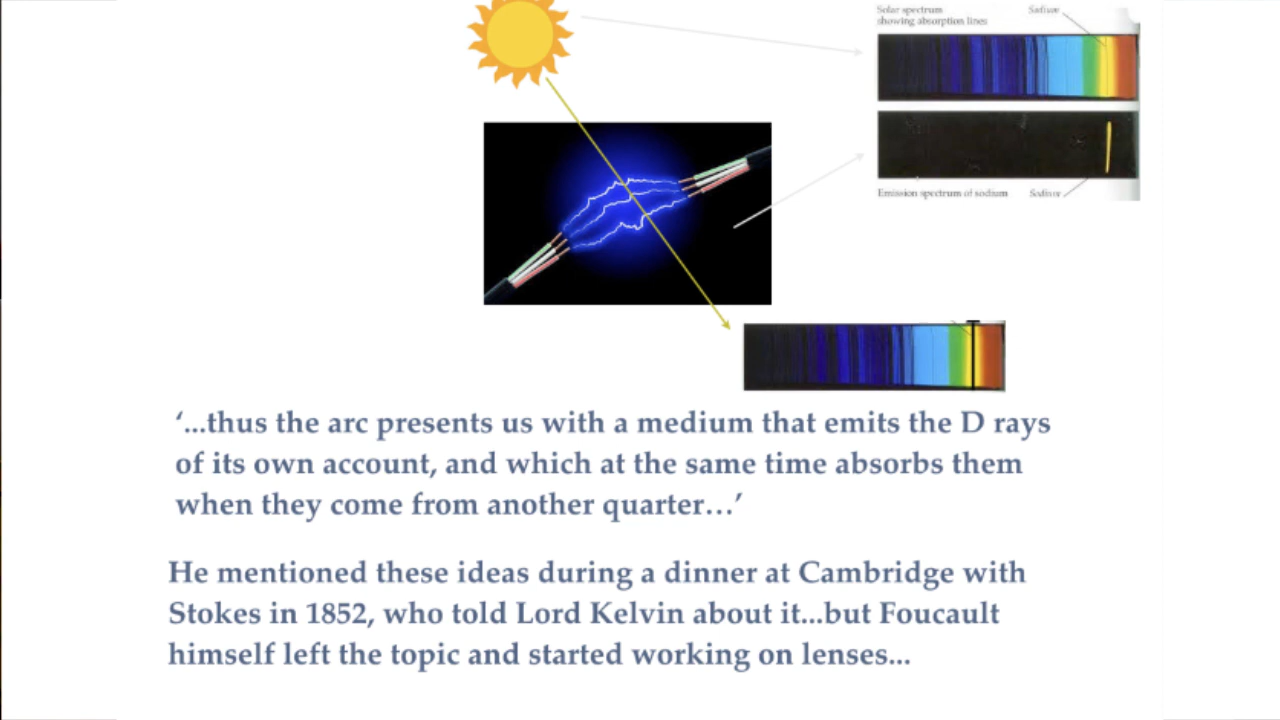 Solar spectrum
showing absorption lines
Sodium
Emission spectrum of sodium
Sodium
‘...thus the arc presents us with a medium that emits the D rays
of its own account, and which at the same time absorbs them
when they come from another quarter…’
He mentioned these ideas during a dinner at Cambridge with
Stokes in 1852, who told Lord Kelvin about it...but Foucault
himself left the topic and started working on lenses...